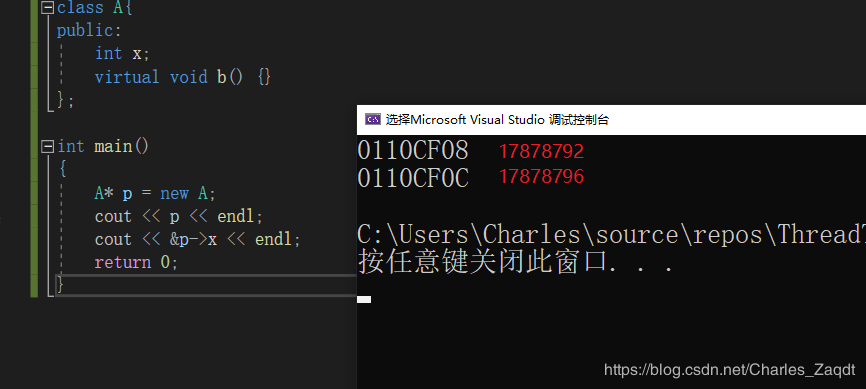 class A{
public:
int x;
virtual void b() {}
};
int main()
{
A* p = new A;
cout << p << endl;
cout << &p->x << endl;
return 0;
}
选择Microsoft Visual Studio 调试控制台
0110CF08 17878792
0110CF0C 17878796
C:\Users\Charles\source\repos\Thread
按任意键关闭此窗口. . .
https://blog.csdn.net/Charles_Zaqdt